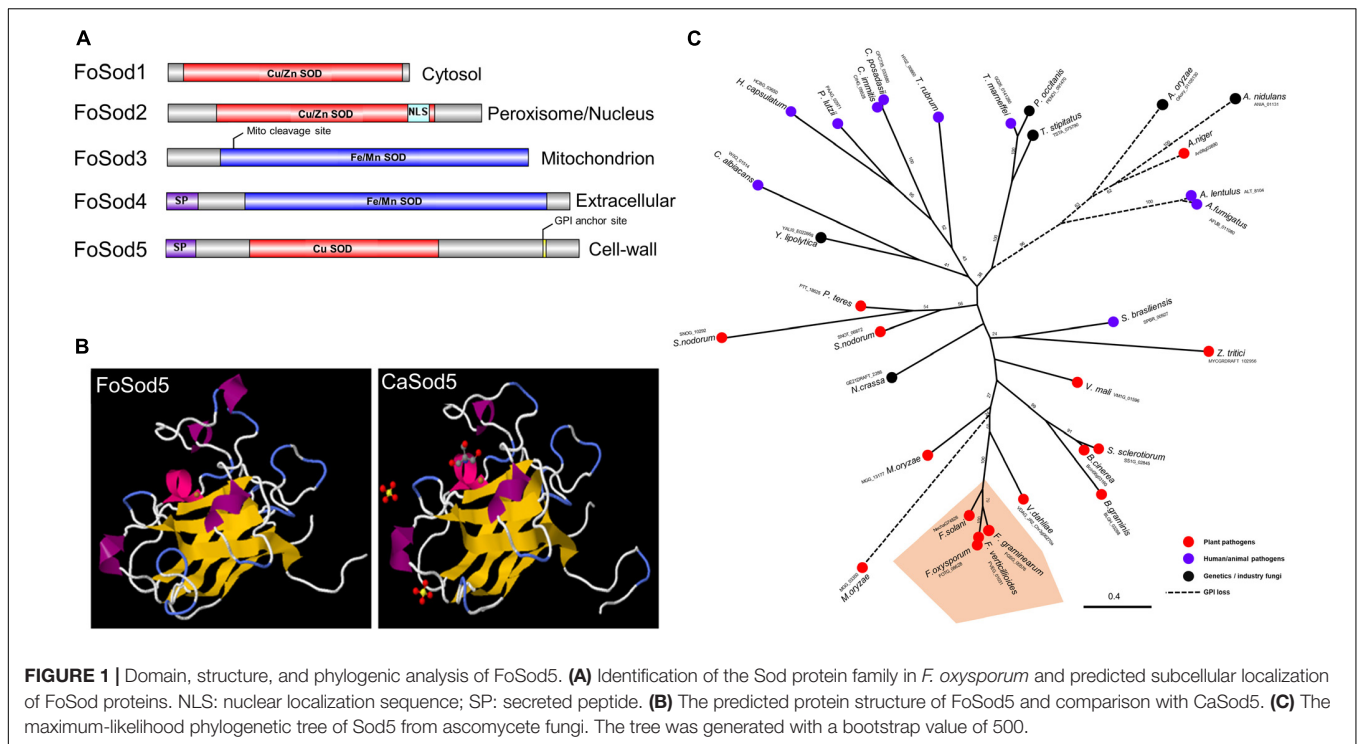 A
FoSod1
Cu/Zn SOD
Cytosol
FoSod2
Cu/Zn SOD
NLS
Peroxisome/Nucleus
Mito cleavage site
FoSod3
Fe/Mn SOD
Mitochondrion
FoSod4
SP
Fe/Mn SOD
Extracellular
GPI anchor site
FoSod5
SP
Cu SOD
Cell-wall
B
FoSod5
CaSod5
C
H. capsulatum
P. lutzii
C. immitis
C. posadasii
T. rubrum
T. marneffei
P. occitanis
T. stipitatus
A. oryzae
A. nidulans
A.niger
A. lentulus
A.fumigatus
C. albiacans
Y. lipolytica
P. teres
S.nodorum
S.nodorum
N.crassa
S. brasiliensis
Z. tritici
V. mali
S. sclerotiorum
B.cinerea
B.graminis
V.dahliae
M.oryzae
M.oryzae
F.solani
F. graminearum
F. verticillioides
F.oxysporum
Plant pathogens
Human/animal pathogens
Genetics / industry fungi
GPI loss
0.4
FIGURE 1 | Domain, structure, and phylogenic analysis of FoSod5. (A) Identification of the Sod protein family in F. oxysporum and predicted subcellular localization
of FoSod proteins. NLS: nuclear localization sequence; SP: secreted peptide. (B) The predicted protein structure of FoSod5 and comparison with CaSod5. (C) The
maximum-likelihood phylogenetic tree of Sod5 from ascomycete fungi. The tree was generated with a bootstrap value of 500.